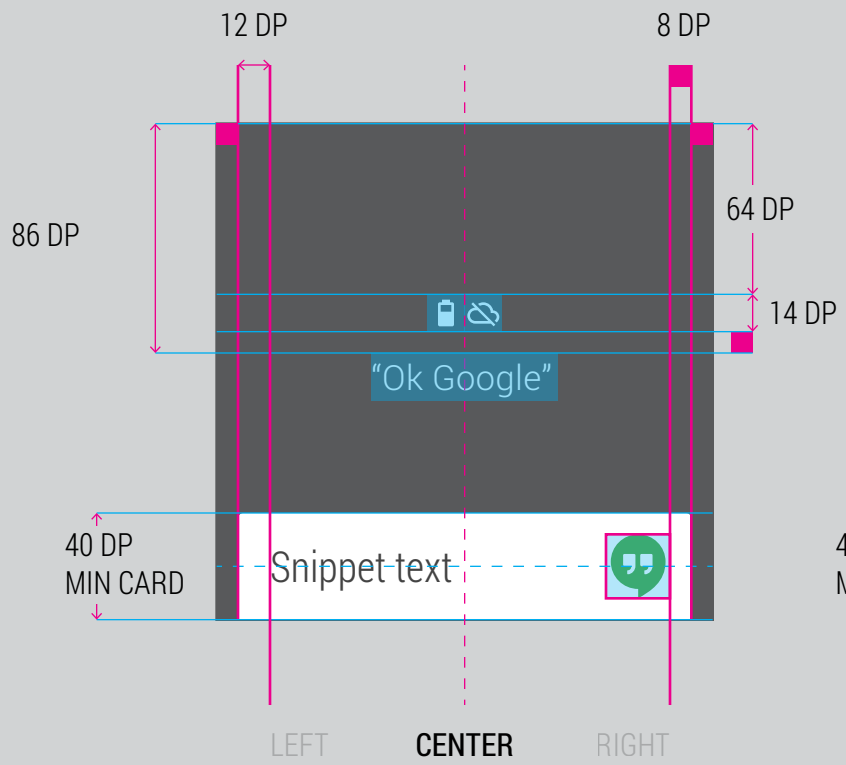 12 DP
8 DP
86 DP
64 DP
14 DP
“Ok Google”
40 DP
MIN CARD
Snippet text
4
M
LEFT
CENTER
RIGHT